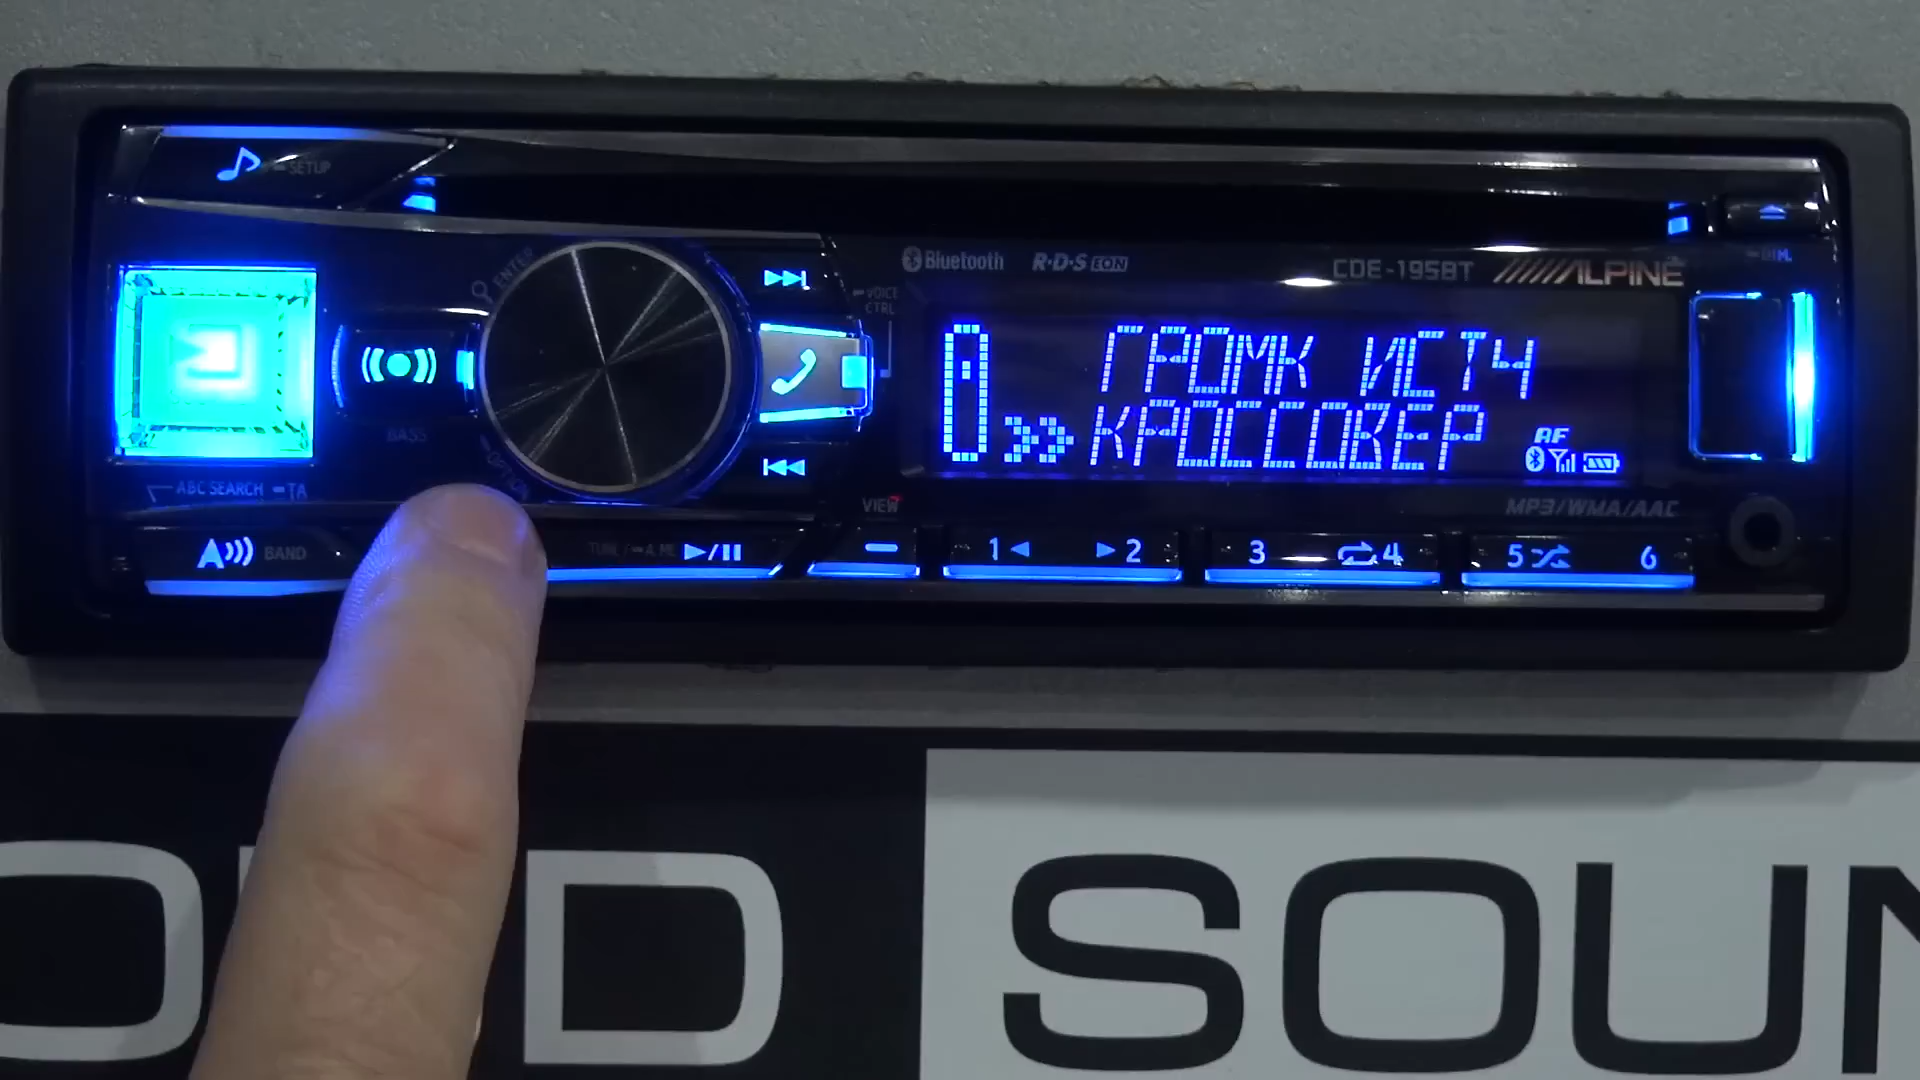 SETUP
ENTER
Bluetooth R·D·S EON CDE-195BT ALPINE
VOICE
CTRL
ГРОМК ИСТЧ
КРОССОВЕР
AF
BASS
OPTION
ABC SEARCH TA
VIEW
MP3/WMA/AAC
A BAND
1 2 3 4 5 6
D SOUN